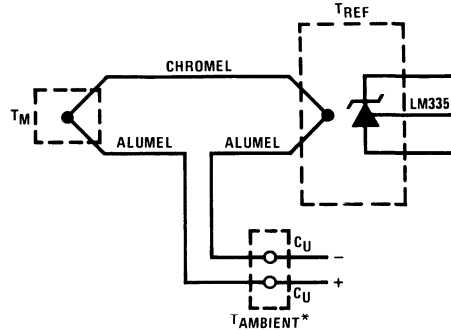 TREF
CHROMEL
LM335
TM
ALUMEL
ALUMEL
CU
−
+
CU
TAMBIENT*